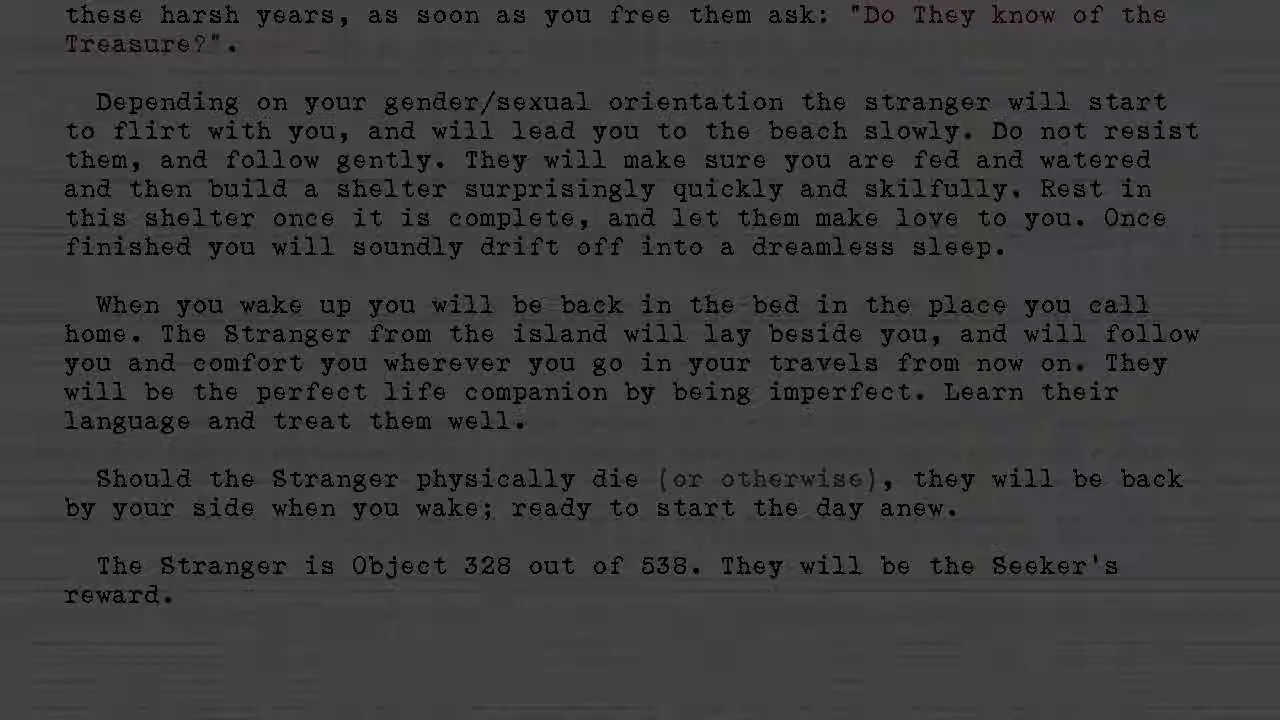 these harsh years, as soon as you free them ask: "Do They know of the
Treasure?".
Depending on your gender/sexual orientation the stranger will start
to flirt with you, and will lead you to the beach slowly. Do not resist
them, and follow gently. They will make sure you are fed and watered
and then build a shelter surprisingly quickly and skilfully. Rest in
this shelter once it is complete, and let them make love to you. Once
finished you will soundly drift off into a dreamless sleep.
When you wake up you will be back in the bed in the place you call
home. The Stranger from the island will lay beside you, and will follow
you and comfort you wherever you go in your travels from now on. They
will be the perfect life companion by being imperfect. Learn their
language and treat them well.
Should the Stranger physically die (or otherwise), they will be back
by your side when you wake; ready to start the day anew.
The Stranger is Object 328 out of 538. They will be the Seeker's
reward.